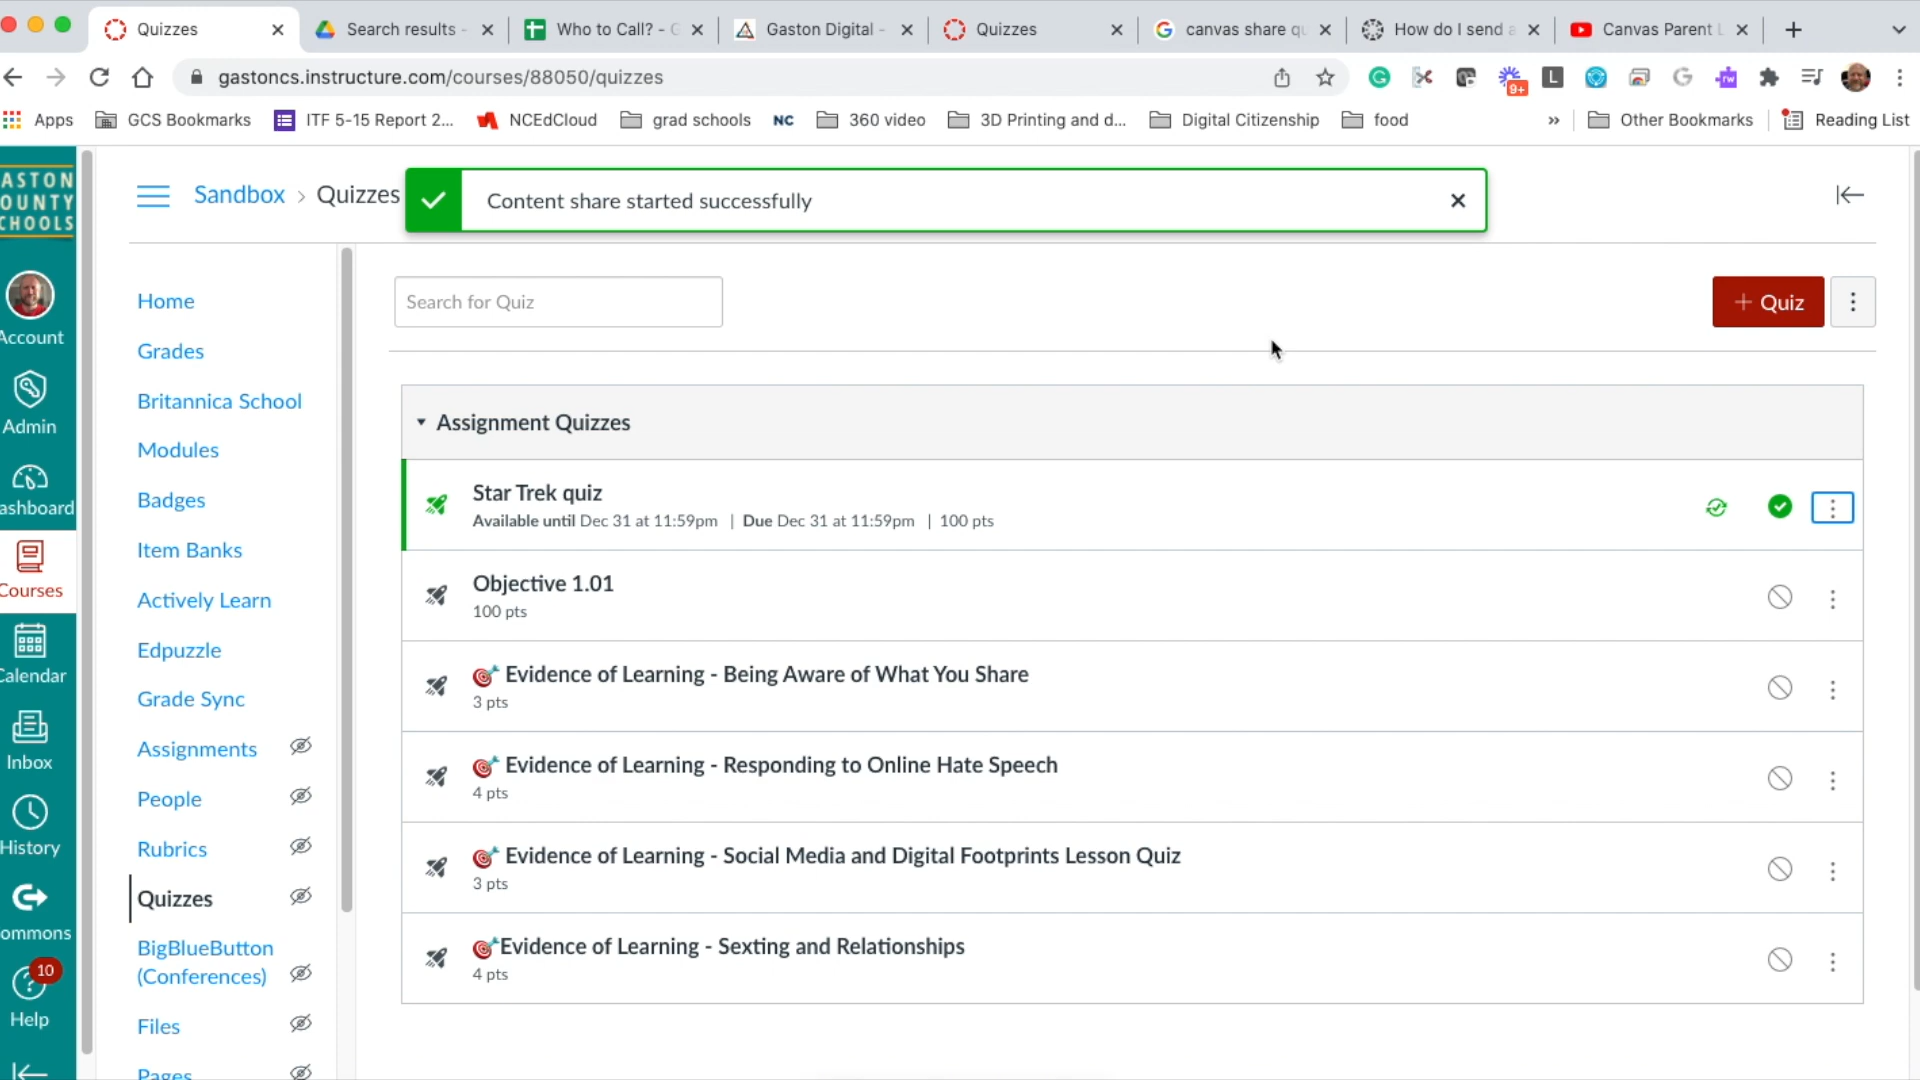 Quizzes
Search results -
Who to Call? - G
Gaston Digital -
Quizzes
canvas share qu
How do I send a
Canvas Parent L
gastoncs.instructure.com/courses/88050/quizzes
9+
L
rw
Apps
GCS Bookmarks
ITF 5-15 Report 2...
NCEdCloud
grad schools
NC
360 video
3D Printing and d...
Digital Citizenship
food
»
Other Bookmarks
Reading List
ASTON
OUNTY
CHOOLS
Sandbox › Quizzes
Content share started successfully
Account
Admin
ashboard
Courses
Calendar
Inbox
History
ommons
10
Help
Home
Grades
Britannica School
Modules
Badges
Item Banks
Actively Learn
Edpuzzle
Grade Sync
Assignments
People
Rubrics
Quizzes
BigBlueButton
(Conferences)
Files
Pages
Search for Quiz
+ Quiz
Assignment Quizzes
Star Trek quiz
Available until Dec 31 at 11:59pm | Due Dec 31 at 11:59pm | 100 pts
Objective 1.01
100 pts
Evidence of Learning - Being Aware of What You Share
3 pts
Evidence of Learning - Responding to Online Hate Speech
4 pts
Evidence of Learning - Social Media and Digital Footprints Lesson Quiz
3 pts
Evidence of Learning - Sexting and Relationships
4 pts